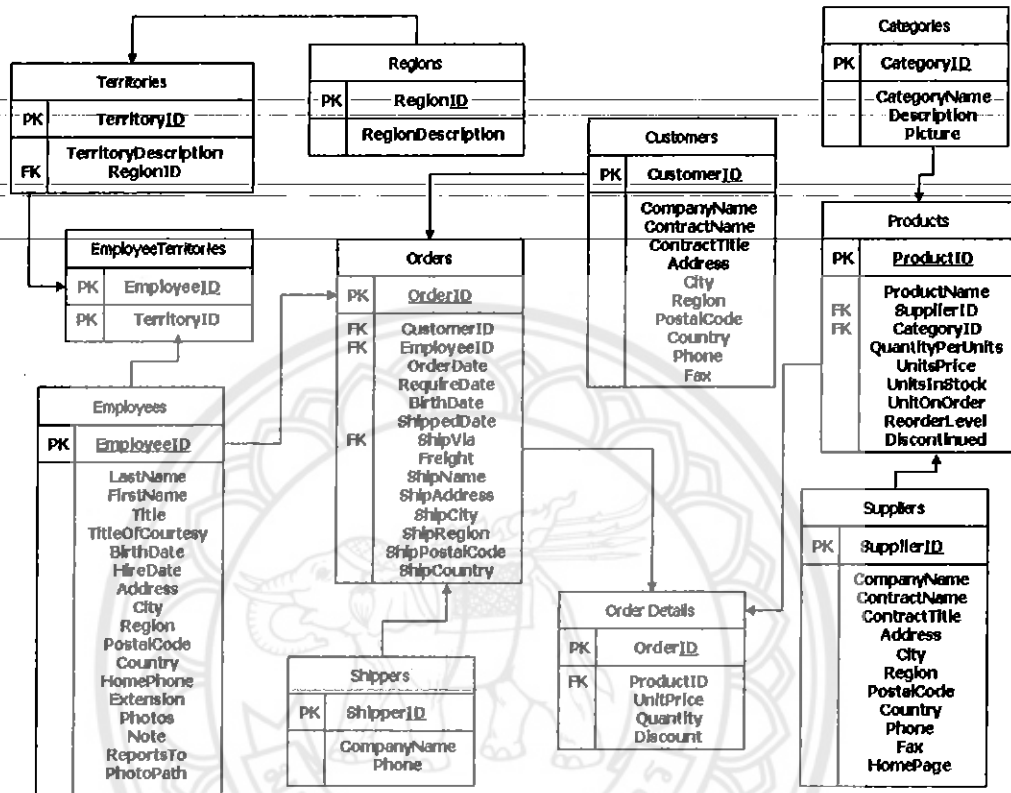 Territories
PK TerritoryID
TerritoryDescription
FK RegionID
Regions
PK RegionID
RegionDescription
Categories
PK CategoryID
CategoryName
Description
Picture
Customers
PK CustomerID
CompanyName
ContractName
ContractTitle
Address
City
Region
PostalCode
Country
Phone
Fax
EmployeeTerritories
PK EmployeeID
PK TerritoryID
Orders
PK OrderID
FK CustomerID
FK EmployeeID
OrderDate
RequireDate
BirthDate
ShippedDate
FK ShipVia
Freight
ShipName
ShipAddress
ShipCity
ShipRegion
ShipPostalCode
ShipCountry
Products
PK ProductID
ProductName
FK SupplierID
FK CategoryID
QuantityPerUnits
UnitsPrice
UnitsInStock
UnitOnOrder
ReorderLevel
Discontinued
Employees
PK EmployeeID
LastName
FirstName
Title
TitleOfCourtesy
BirthDate
HireDate
Address
City
Region
PostalCode
Country
HomePhone
Extension
Photos
Note
ReportsTo
PhotoPath
Shippers
PK ShipperID
CompanyName
Phone
Order Details
PK OrderID
FK ProductID
UnitPrice
Quantity
Discount
Suppliers
PK SupplierID
CompanyName
ContractName
ContractTitle
Address
City
Region
PostalCode
Country
Phone
Fax
HomePage